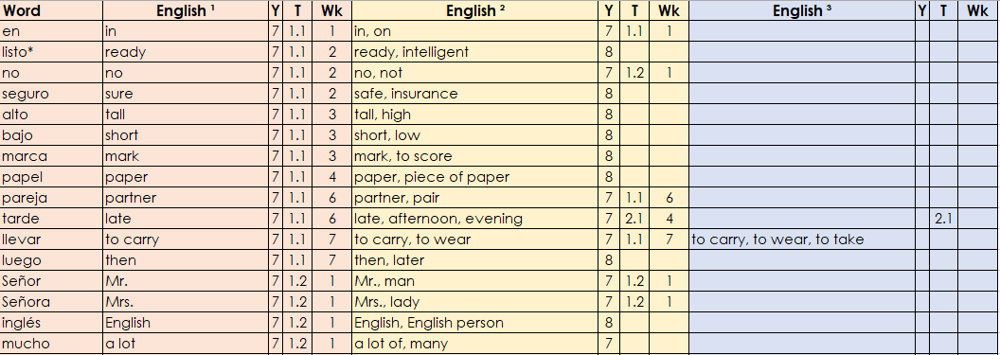 Word English ¹ Y T Wk English ² Y T Wk English ³ Y T Wk
en in 7 1.1 1 in, on 7 1.1 1
listo* ready 7 1.1 2 ready, intelligent 8
no no 7 1.1 2 no, not 7 1.2 1
seguro sure 7 1.1 2 safe, insurance 8
alto tall 7 1.1 3 tall, high 8
bajo short 7 1.1 3 short, low 8
marca mark 7 1.1 3 mark, to score 8
papel paper 7 1.1 4 paper, piece of paper 8
pareja partner 7 1.1 6 partner, pair 7 1.1 6
tarde late 7 1.1 6 late, afternoon, evening 7 2.1 4 2.1
llevar to carry 7 1.1 7 to carry, to wear 7 1.1 7 to carry, to wear, to take
luego then 7 1.1 7 then, later 8
Señor Mr. 7 1.2 1 Mr., man 7 1.2 1
Señora Mrs. 7 1.2 1 Mrs., lady 7 1.2 1
inglés English 7 1.2 1 English, English person 8
mucho a lot 7 1.2 1 a lot of, many 7